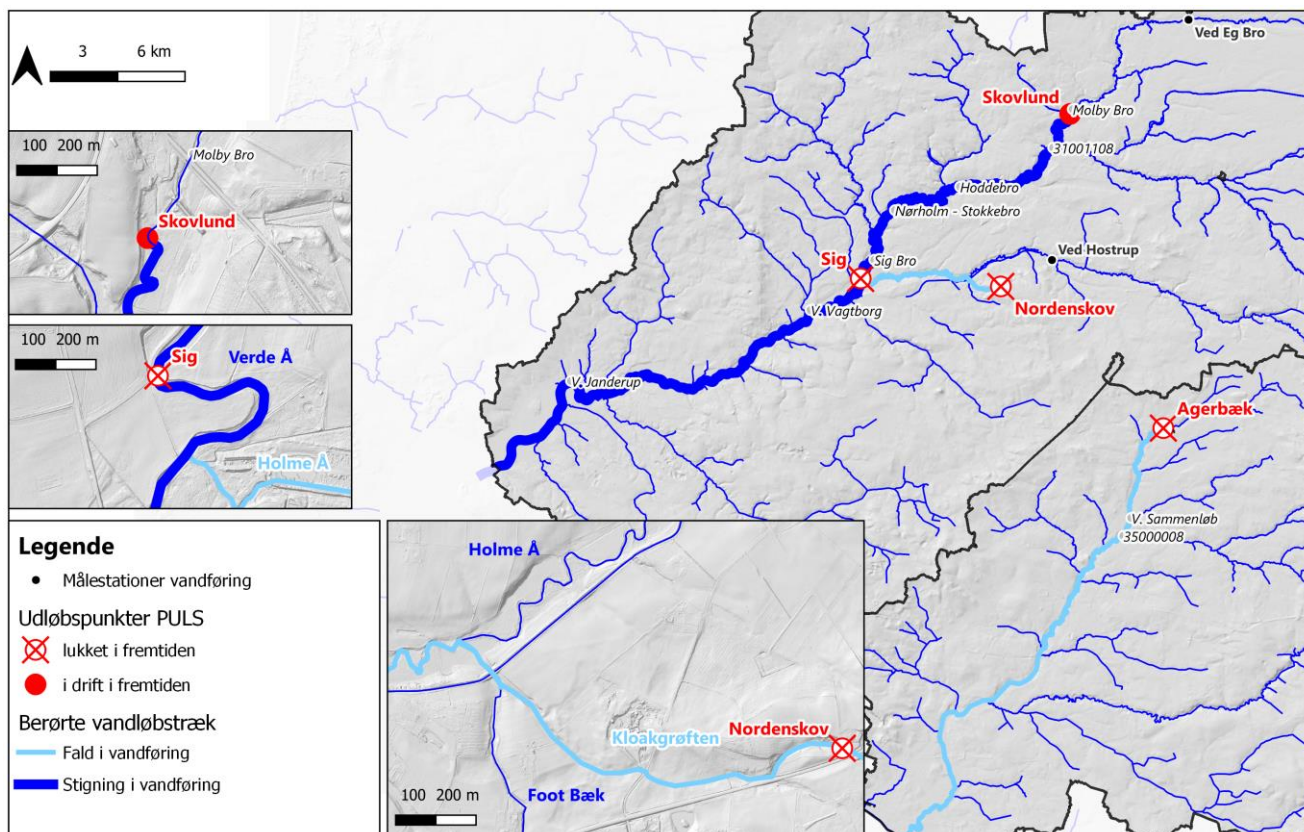 3 6 km
Ved Eg Bro
Skovlund
Molby Bro
31001108
Hoddebro
Nørholm - Stokkebro
Sig
Sig Bro
Ved Hostrup
Nordenskov
V. Vagtborg
V. Janderup
Agerbæk
V. Sammenløb
35000008
100 200 m
Molby Bro
Skovlund
100 200 m
Sig
Verde Å
Holme Å
Legende
Målestationer vandføring
Udløbspunkter PULS
lukket i fremtiden
i drift i fremtiden
Berørte vandløbstræk
Fald i vandføring
Stigning i vandføring
Holme Å
Kloakgrøften
Nordenskov
Foot Bæk
100 200 m